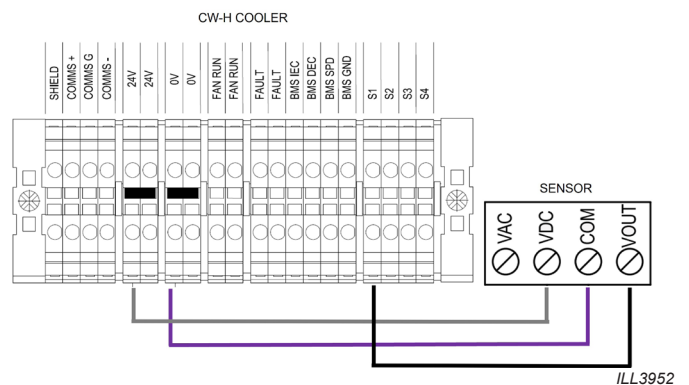 CW-H COOLER
SHIELD
COMMS +
COMMS G
COMMS -
24V
24V
0V
0V
FAN RUN
FAN RUN
FAULT
FAULT
BMS IEC
BMS DEC
BMS SPD
BMS GND
S1
S2
S3
S4
SENSOR
VAC
VDC
COM
VOUT
ILL3952